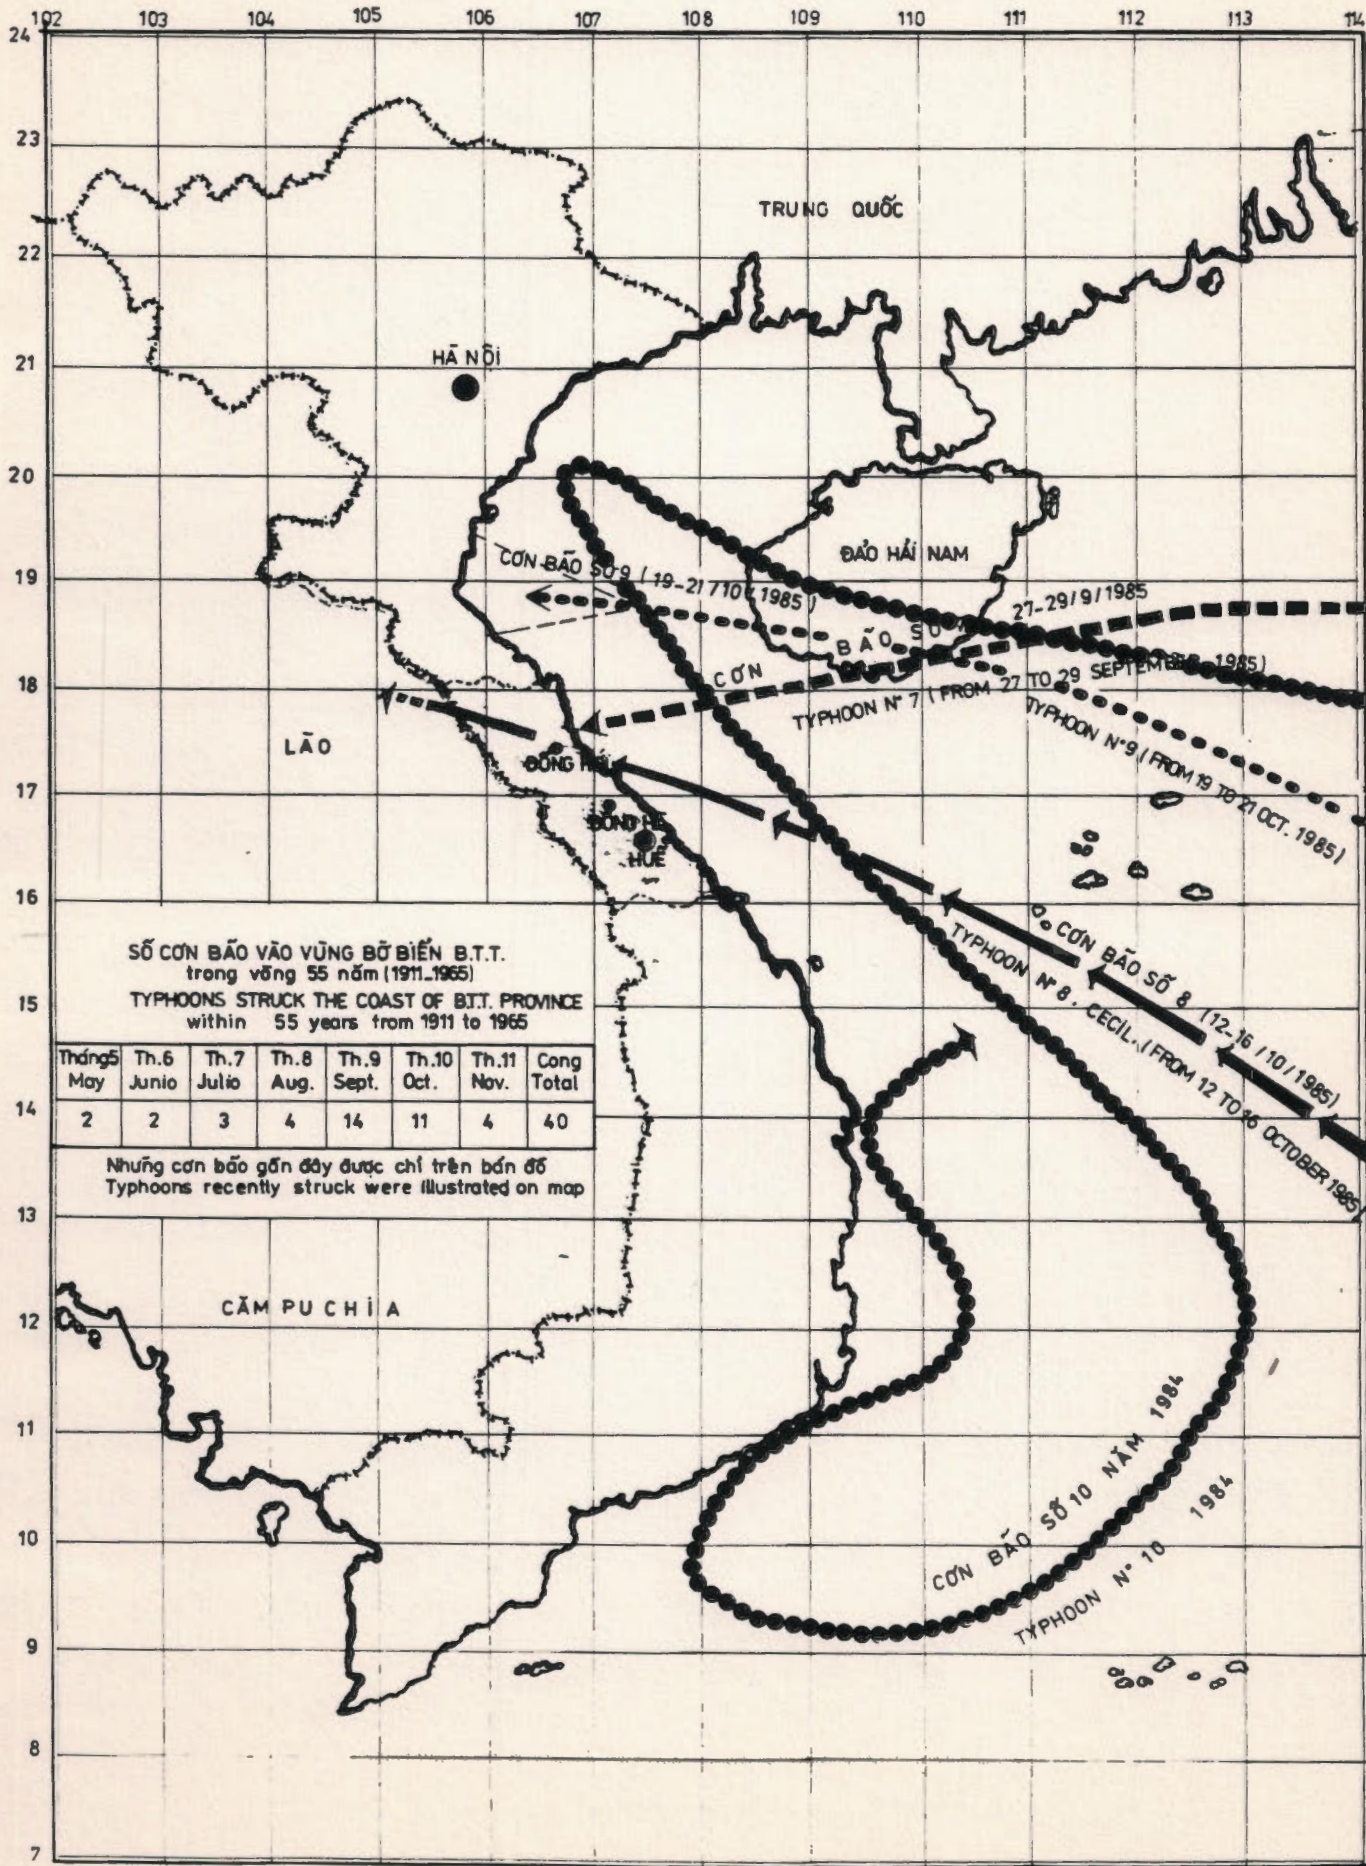 102 103 104 105 106 107 108 109 110 111 112 113 114
24
23
22
21
20
19
18
17
16
15
14
13
12
11
10
9
8
7
TRUNG QUỐC
HÀ NỘI
ĐẢO HẢI NAM
CƠN BÃO SỐ 9 ( 19-21/10/1985 )
27-29/9/1985
CƠN BÃO SỐ
TYPHOON N° 7 ( FROM 27 TO 29 SEPTEMBER 1985)
TYPHOON N° 9 ( FROM 19 TO 21 OCT. 1985)
LÃO
ĐỒNG HỚI
ĐÔNG HÀ
HUẾ
CƠN BÃO SỐ 8 (12-16/10/1985)
TYPHOON N° 8. CECIL. (FROM 12 TO 16 OCTOBER 1985)
SỐ CƠN BÃO VÀO VÙNG BỜ BIỂN B.T.T.
trong vòng 55 năm (1911-1965)
TYPHOONS STRUCK THE COAST OF B.T.T. PROVINCE
within 55 years from 1911 to 1965
Tháng5 Th.6 Th.7 Th.8 Th.9 Th.10 Th.11 Cong
May Junio Julio Aug. Sept. Oct. Nov. Total
2 2 3 4 14 11 4 40
Nhưng cơn bão gần đây được chỉ trên bản đồ
Typhoons recently struck were illustrated on map
CĂM PU CHÍA
CƠN BÃO SỐ 10 NĂM 1984
TYPHOON N° 10 1984